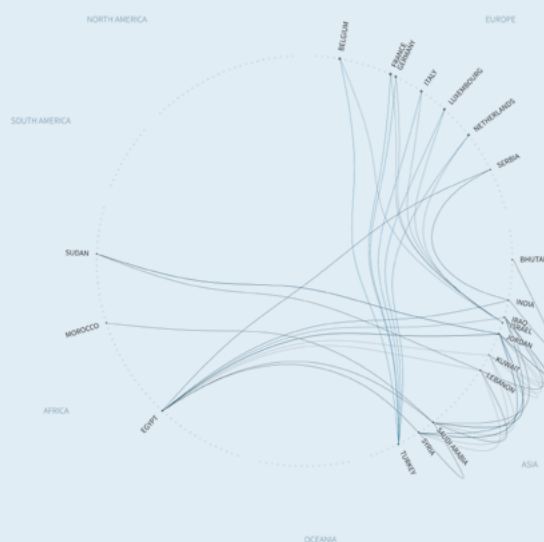 NORTH AMERICA
EUROPE
BELGIUM
FRANCE
GERMANY
ITALY
LUXEMBOURG
NETHERLANDS
SOUTH AMERICA
SERBIA
SUDAN
BHUTAN
INDIA
IRAQ
ISRAEL
JORDAN
MOROCCO
KUWAIT
LEBANON
AFRICA
EGYPT
SAUDI ARABIA
SYRIA
TURKEY
ASIA
OCEANIA